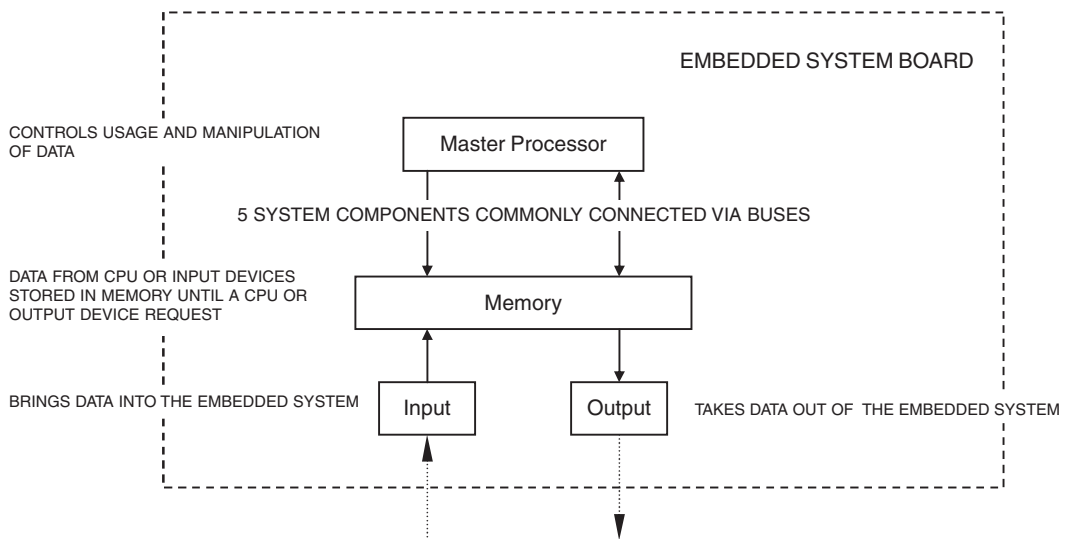 EMBEDDED SYSTEM BOARD
CONTROLS USAGE AND MANIPULATION
OF DATA
Master Processor
5 SYSTEM COMPONENTS COMMONLY CONNECTED VIA BUSES
DATA FROM CPU OR INPUT DEVICES
STORED IN MEMORY UNTIL A CPU OR
OUTPUT DEVICE REQUEST
Memory
BRINGS DATA INTO THE EMBEDDED SYSTEM
Input
Output
TAKES DATA OUT OF THE EMBEDDED SYSTEM